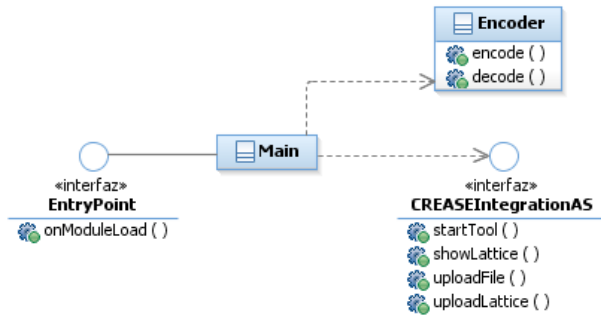 Encoder
encode ( )
decode ( )
Main
«interfaz»
EntryPoint
onModuleLoad ( )
«interfaz»
CREASEIntegrationAS
startTool ( )
showLattice ( )
uploadFile ( )
uploadLattice ( )